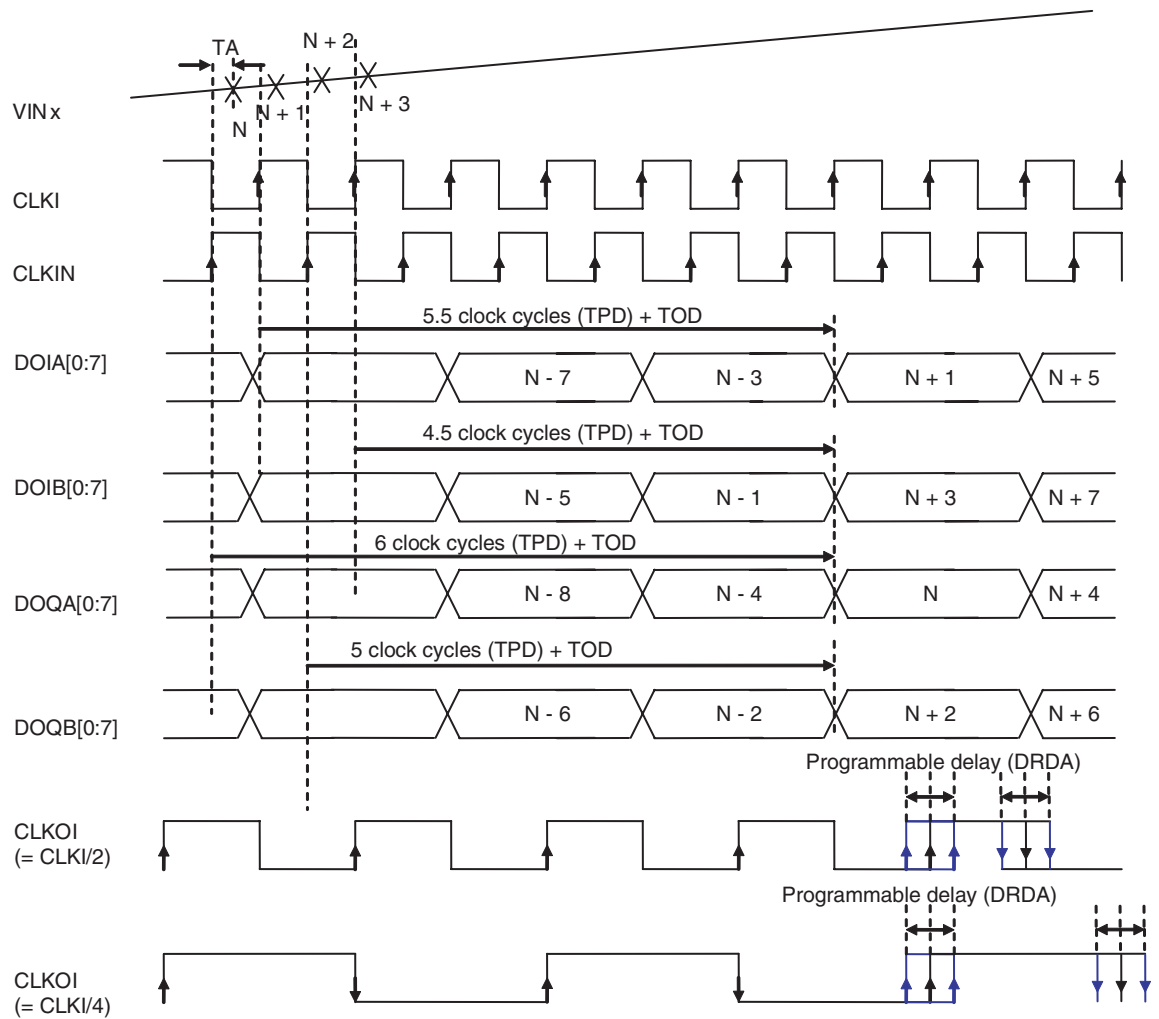 TA
N + 2
VIN x
N
N + 1
N + 3
CLKI
CLKIN
5.5 clock cycles (TPD) + TOD
DOIA[0:7]
N - 7
N - 3
N + 1
N + 5
4.5 clock cycles (TPD) + TOD
DOIB[0:7]
N - 5
N - 1
N + 3
N + 7
6 clock cycles (TPD) + TOD
DOQA[0:7]
N - 8
N - 4
N
N + 4
5 clock cycles (TPD) + TOD
DOQB[0:7]
N - 6
N - 2
N + 2
N + 6
Programmable delay (DRDA)
CLKOI
(= CLKI/2)
Programmable delay (DRDA)
CLKOI
(= CLKI/4)